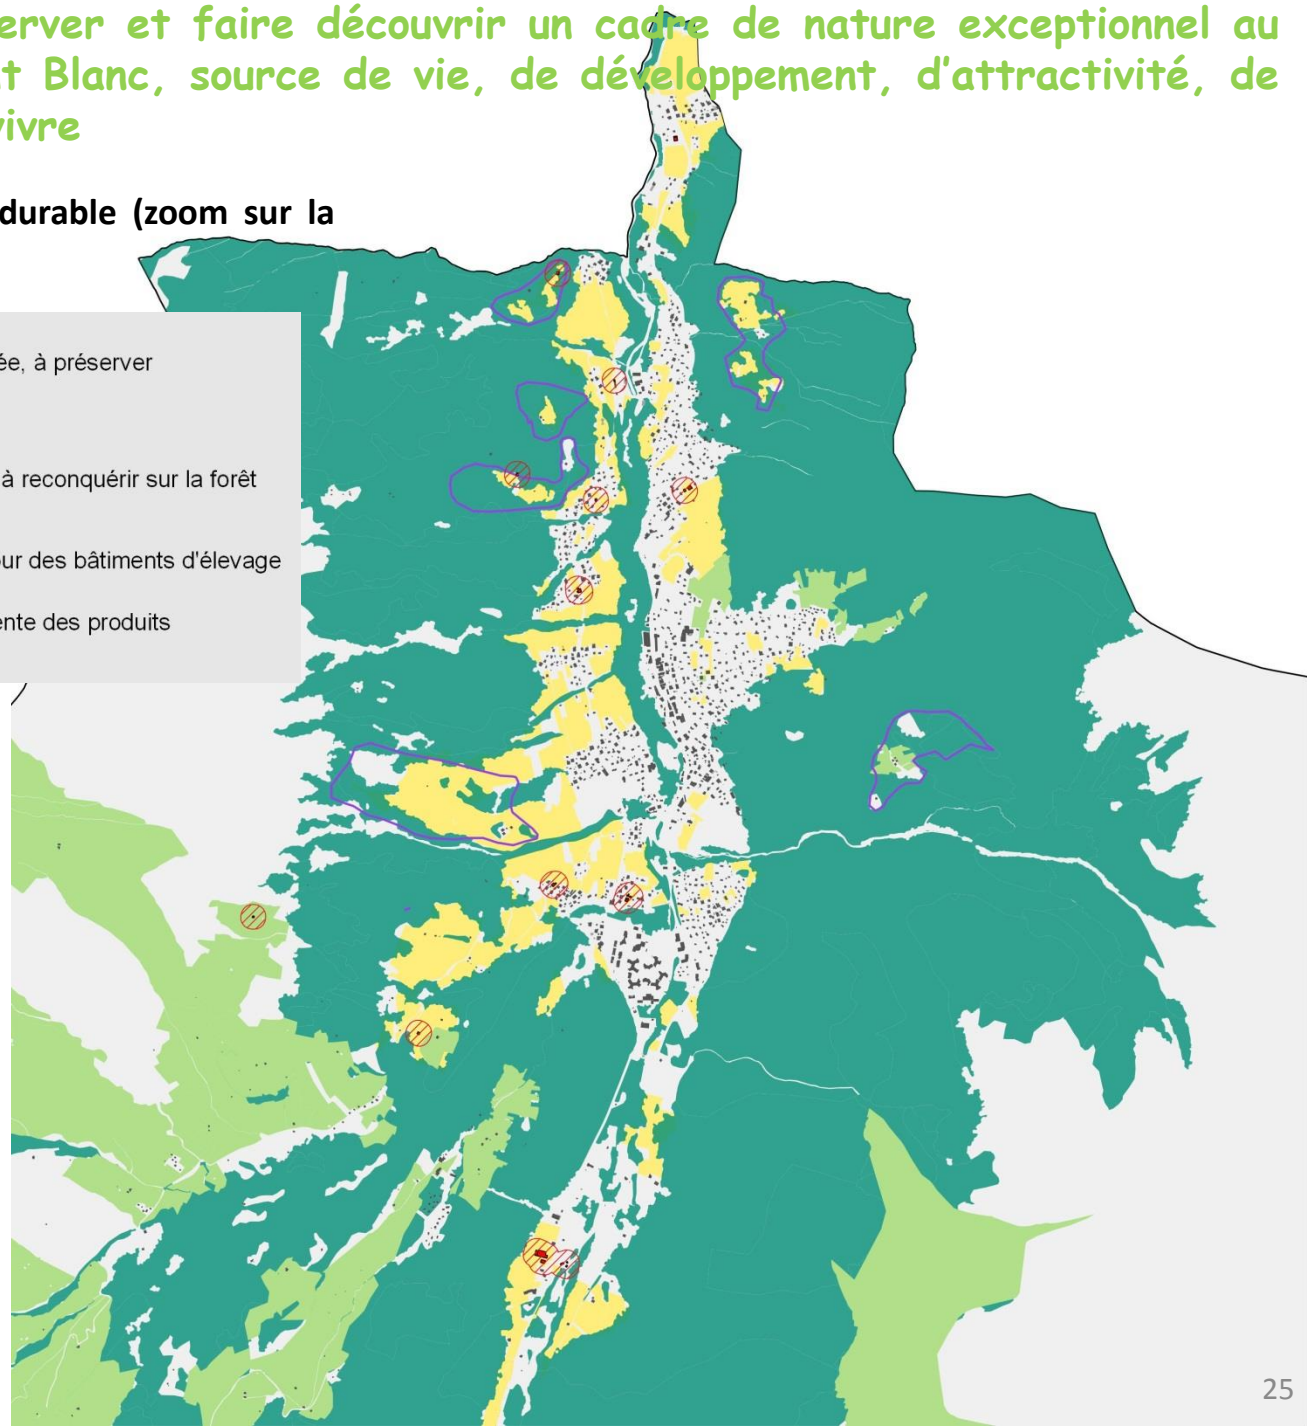 erver et faire découvrir un cadre de nature exceptionnel au
t Blanc, source de vie, de développement, d'attractivité, de
vivre
durable (zoom sur la
ée, à préserver
à reconquérir sur la forêt
ur des bâtiments d'élevage
ente des produits
25